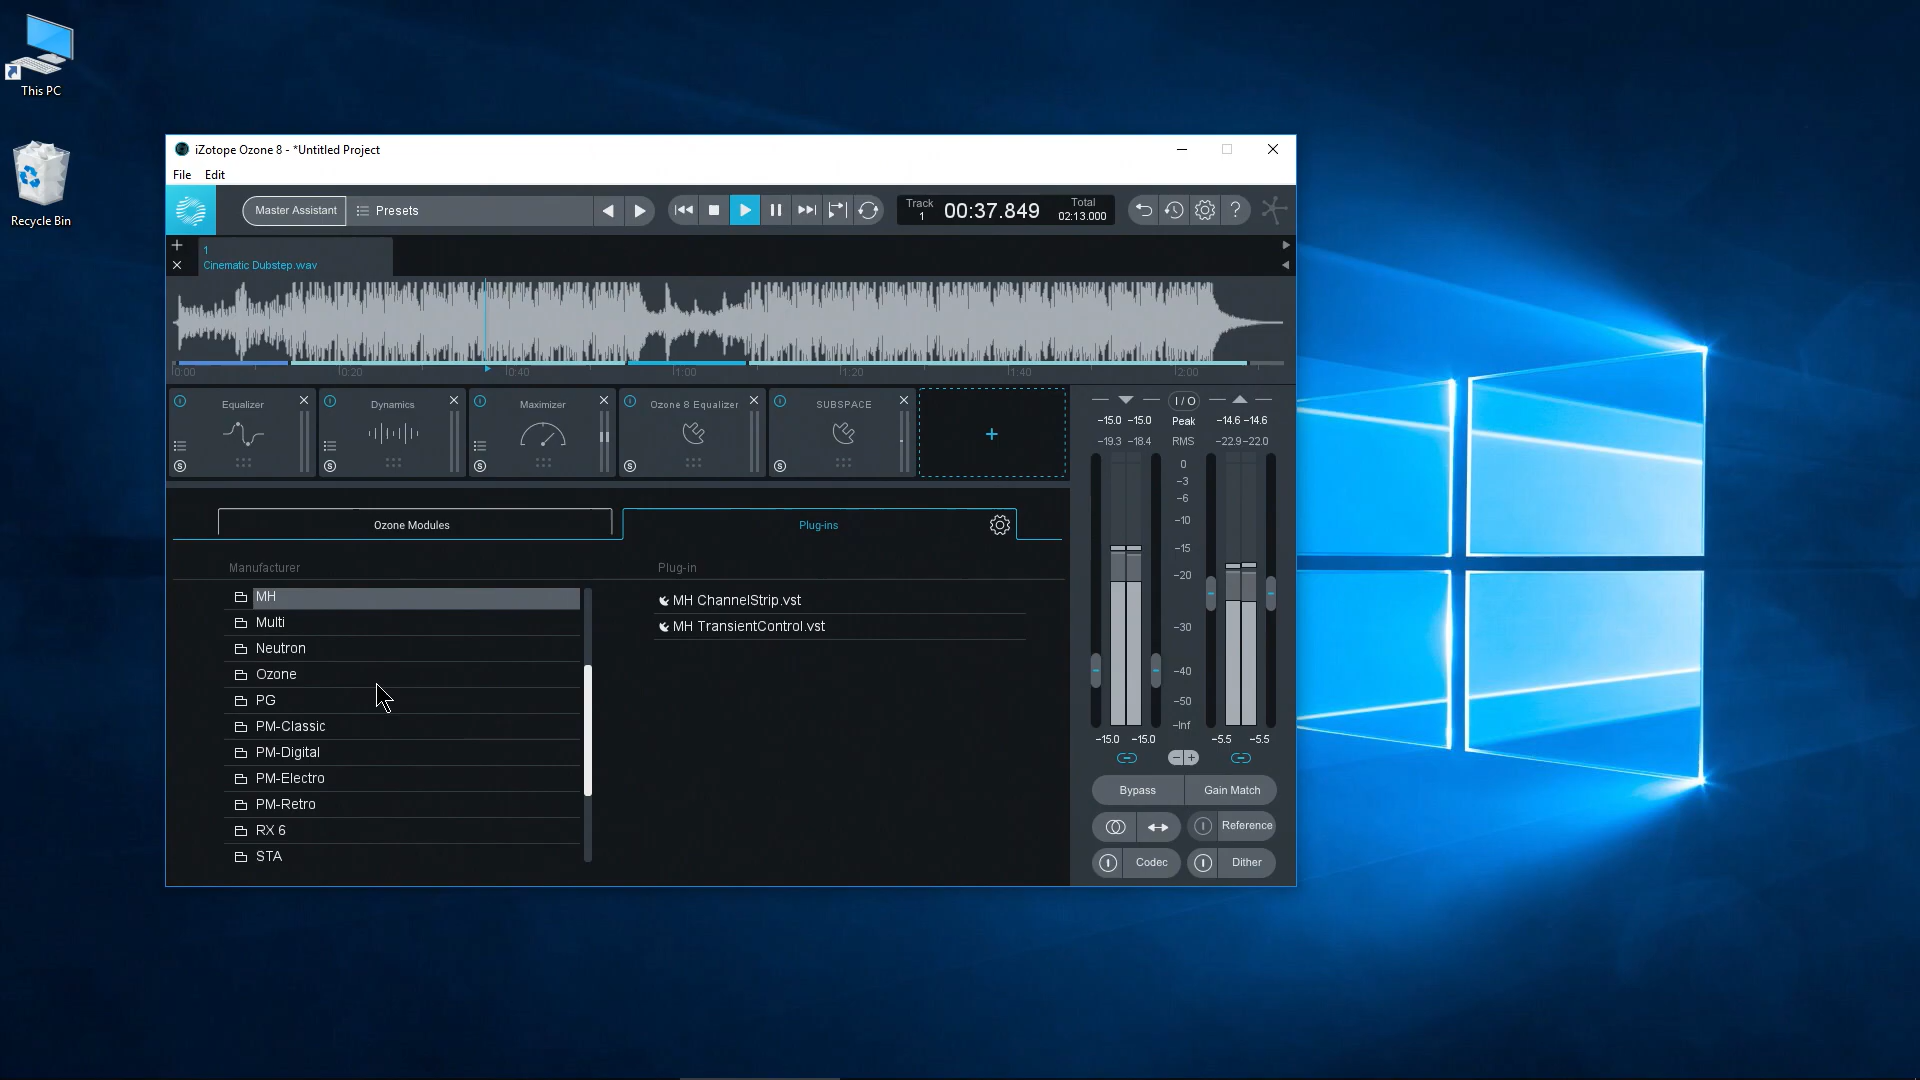 This PC
Recycle Bin
iZotope Ozone 8 - *Untitled Project
File Edit
Master Assistant Presets Track 1 00:37.849 Total 02:13.000 ?
1
Cinematic Dubstep.wav
0:00 0:20 0:40 1:00 1:20 1:40 2:00
Equalizer Dynamics Maximizer Ozone 8 Equalizer SUBSPACE +
S S S S S
I / O
-15.0 -15.0 Peak -14.6 -14.6
-19.3 -18.4 RMS -22.9 -22.0
0
-3
-6
-10
-15
-20
-30
-40
-50
-Inf
-15.0 -15.0 -5.5 -5.5
Bypass Gain Match
Reference
Codec Dither
Ozone Modules Plug-ins
Manufacturer Plug-in
MH
Multi
Neutron
Ozone
PG
PM-Classic
PM-Digital
PM-Electro
PM-Retro
RX 6
STA
MH ChannelStrip.vst
MH TransientControl.vst